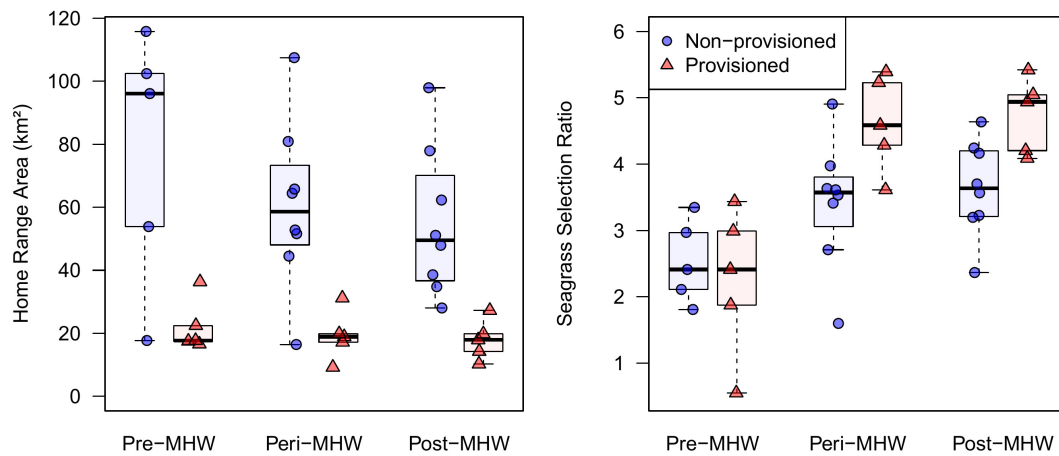 Home Range Area (km²)
120
100
80
60
40
20
0
Pre−MHW Peri−MHW Post−MHW
Seagrass Selection Ratio
6
5
4
3
2
1
Non−provisioned
Provisioned
Pre−MHW Peri−MHW Post−MHW